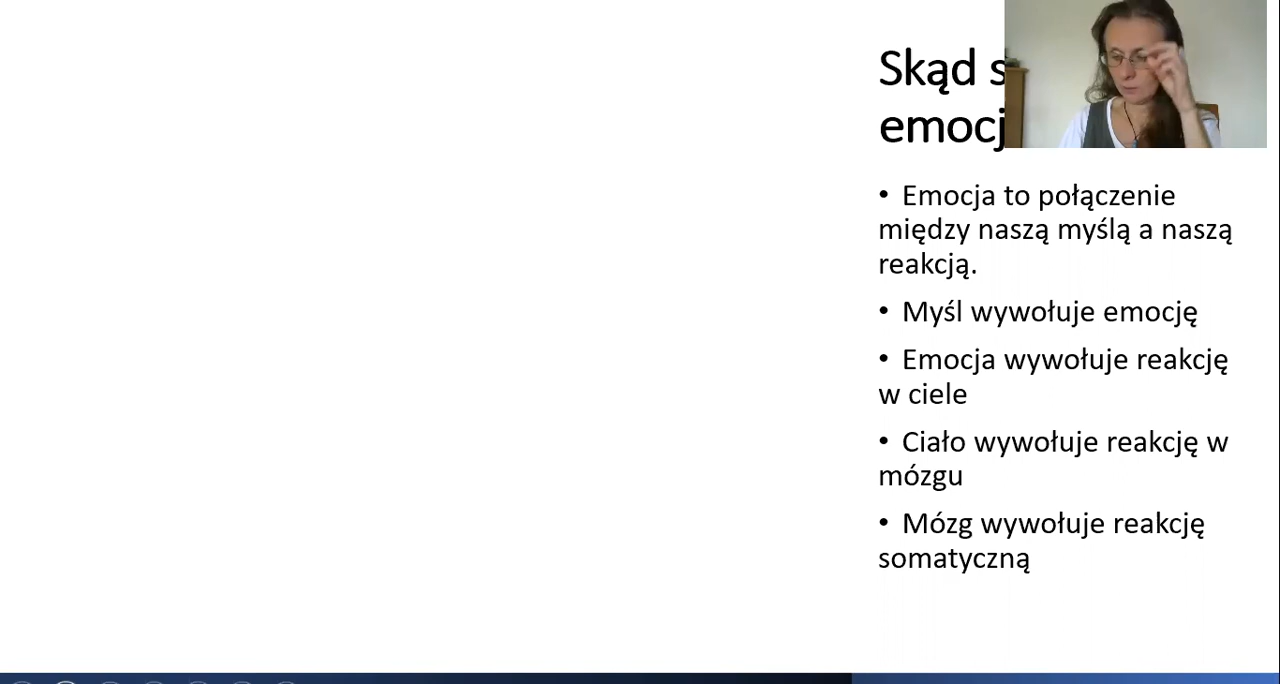 Skąd
• Emocja to połączenie
między naszą myślą a naszą
reakcją.
• Myśl wywołuje emocję
• Emocja wywołuje reakcję
w ciele
• Ciało wywołuje reakcję w
mózgu
• Mózg wywołuje reakcję
somatyczną